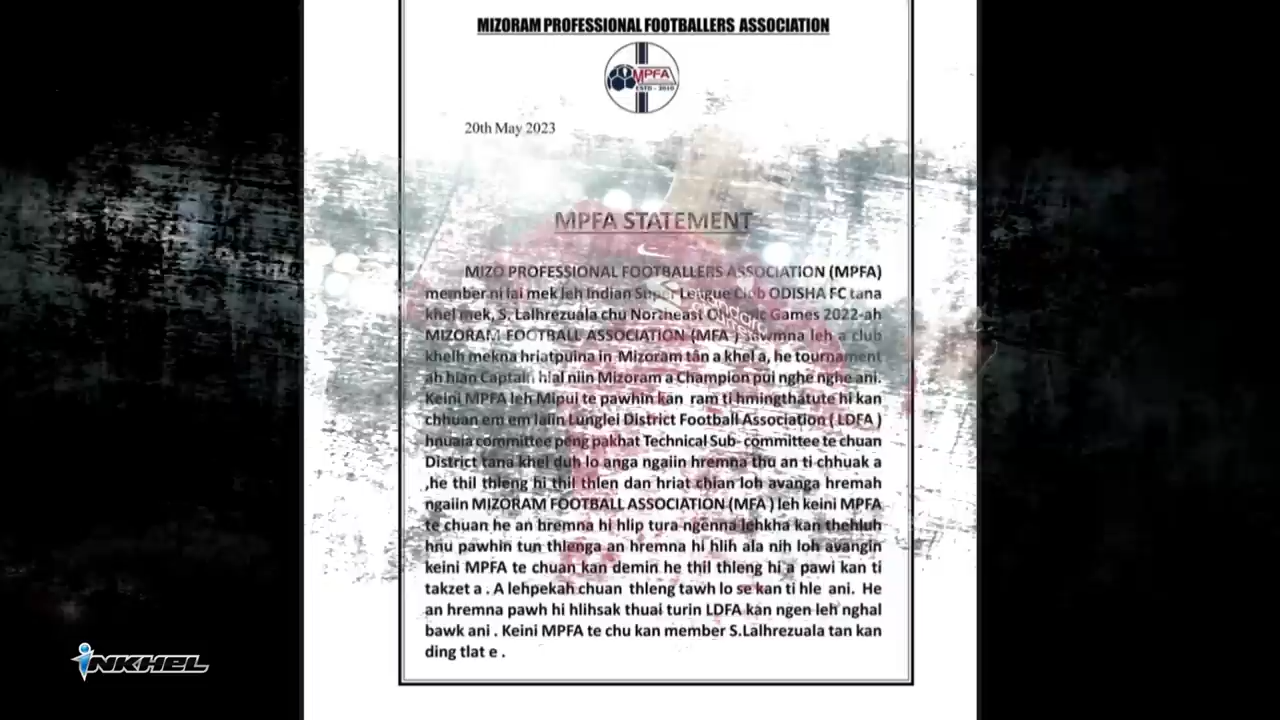 MIZORAM PROFESSIONAL FOOTBALLERS ASSOCIATION
MPFA
ESTD - 2010
20th May 2023
MPFA STATEMENT
MIZO PROFESSIONAL FOOTBALLERS ASSOCIATION (MPFA)
member ni lai mek leh Indian Super League Club ODISHA FC tana
khel mek, S. Lalhrezuala chu Northeast Olympic Games 2022-ah
MIZORAM FOOTBALL ASSOCIATION (MFA ) sawmna leh a club
khelh mekna hriatpuina in Mizoram tân a khel a, he tournament
ah hian Captain hial niin Mizoram a Champion pui nghe nghe ani.
Keini MPFA leh Mipui te pawhin kan ram ti hmingthatute hi kan
chhuan em em laiin Lunglei District Football Association ( LDFA )
hnuaia committee peng pakhat Technical Sub- committee te chuan
District tana khel duh lo anga ngaiin hremna thu an ti chhuak a
,he thil thleng hi thil thlen dan hriat chian loh avanga hremah
ngaiin MIZORAM FOOTBALL ASSOCIATION (MFA ) leh keini MPFA
te chuan he an hremna hi hlip tura ngenna lehkha kan thehluh
hnu pawhin tun thlenga an hremna hi hlih ala nih loh avangin
keini MPFA te chuan kan demin he thil thleng hi a pawi kan ti
takzet a . A lehpekah chuan thleng tawh lo se kan ti hle ani. He
an hremna pawh hi hlihsak thuai turin LDFA kan ngen leh nghal
bawk ani . Keini MPFA te chu kan member S.Lalhrezuala tan kan
ding tlat e .
INKHEL